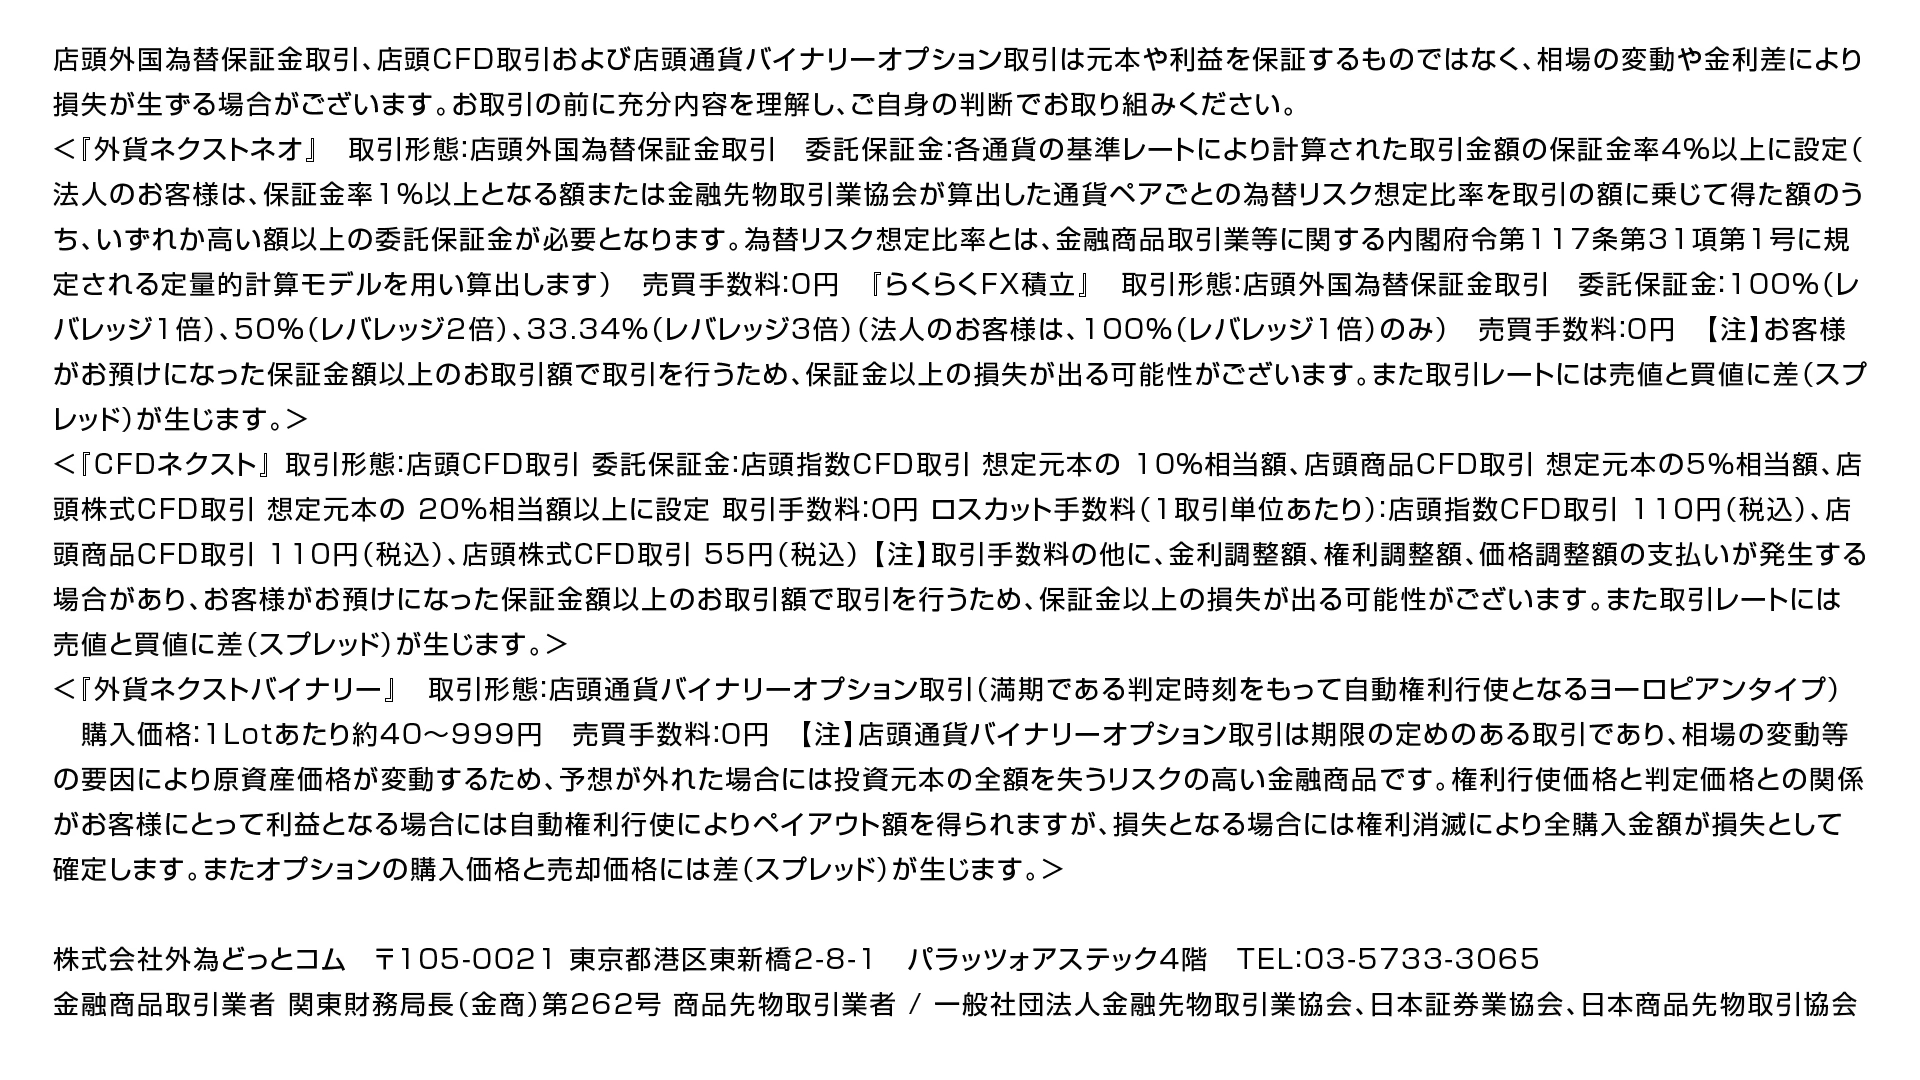 店頭外国為替保証金取引、店頭CFD取引および店頭通貨バイナリーオプション取引は元本や利益を保証するものではなく、相場の変動や金利差により
損失が生ずる場合がございます。お取引の前に充分内容を理解し、ご自身の判断でお取り組みください。
＜『外貨ネクストネオ』　取引形態:店頭外国為替保証金取引　委託保証金:各通貨の基準レートにより計算された取引金額の保証金率4%以上に設定（
法人のお客様は、保証金率1%以上となる額または金融先物取引業協会が算出した通貨ペアごとの為替リスク想定比率を取引の額に乗じて得た額のう
ち、いずれか高い額以上の委託保証金が必要となります。為替リスク想定比率とは、金融商品取引業等に関する内閣府令第117条第31項第1号に規
定される定量的計算モデルを用い算出します）　売買手数料:0円　『らくらくFX積立』　取引形態:店頭外国為替保証金取引　委託保証金:100%（レ
バレッジ1倍）、50%（レバレッジ2倍）、33.34%（レバレッジ3倍）（法人のお客様は、100%（レバレッジ1倍）のみ）　売買手数料:0円　【注】お客様
がお預けになった保証金額以上のお取引額で取引を行うため、保証金以上の損失が出る可能性がございます。また取引レートには売値と買値に差（スプ
レッド）が生じます。＞
＜『CFDネクスト』 取引形態:店頭CFD取引 委託保証金:店頭指数CFD取引 想定元本の 10%相当額、店頭商品CFD取引 想定元本の5%相当額、店
頭株式CFD取引 想定元本の 20%相当額以上に設定 取引手数料:0円 ロスカット手数料（1取引単位あたり）:店頭指数CFD取引 110円（税込）、店
頭商品CFD取引 110円（税込）、店頭株式CFD取引 55円（税込）【注】取引手数料の他に、金利調整額、権利調整額、価格調整額の支払いが発生する
場合があり、お客様がお預けになった保証金額以上のお取引額で取引を行うため、保証金以上の損失が出る可能性がございます。また取引レートには
売値と買値に差（スプレッド）が生じます。＞
＜『外貨ネクストバイナリー』　取引形態:店頭通貨バイナリーオプション取引（満期である判定時刻をもって自動権利行使となるヨーロピアンタイプ）
　購入価格:1Lotあたり約40～999円　売買手数料:0円　【注】店頭通貨バイナリーオプション取引は期限の定めのある取引であり、相場の変動等
の要因により原資産価格が変動するため、予想が外れた場合には投資元本の全額を失うリスクの高い金融商品です。権利行使価格と判定価格との関係
がお客様にとって利益となる場合には自動権利行使によりペイアウト額を得られますが、損失となる場合には権利消滅により全購入金額が損失として
確定します。またオプションの購入価格と売却価格には差（スプレッド）が生じます。＞
株式会社外為どっとコム　〒105-0021 東京都港区東新橋2-8-1　パラッツォアステック4階　TEL:03-5733-3065
金融商品取引業者 関東財務局長（金商）第262号 商品先物取引業者 / 一般社団法人金融先物取引業協会、日本証券業協会、日本商品先物取引協会